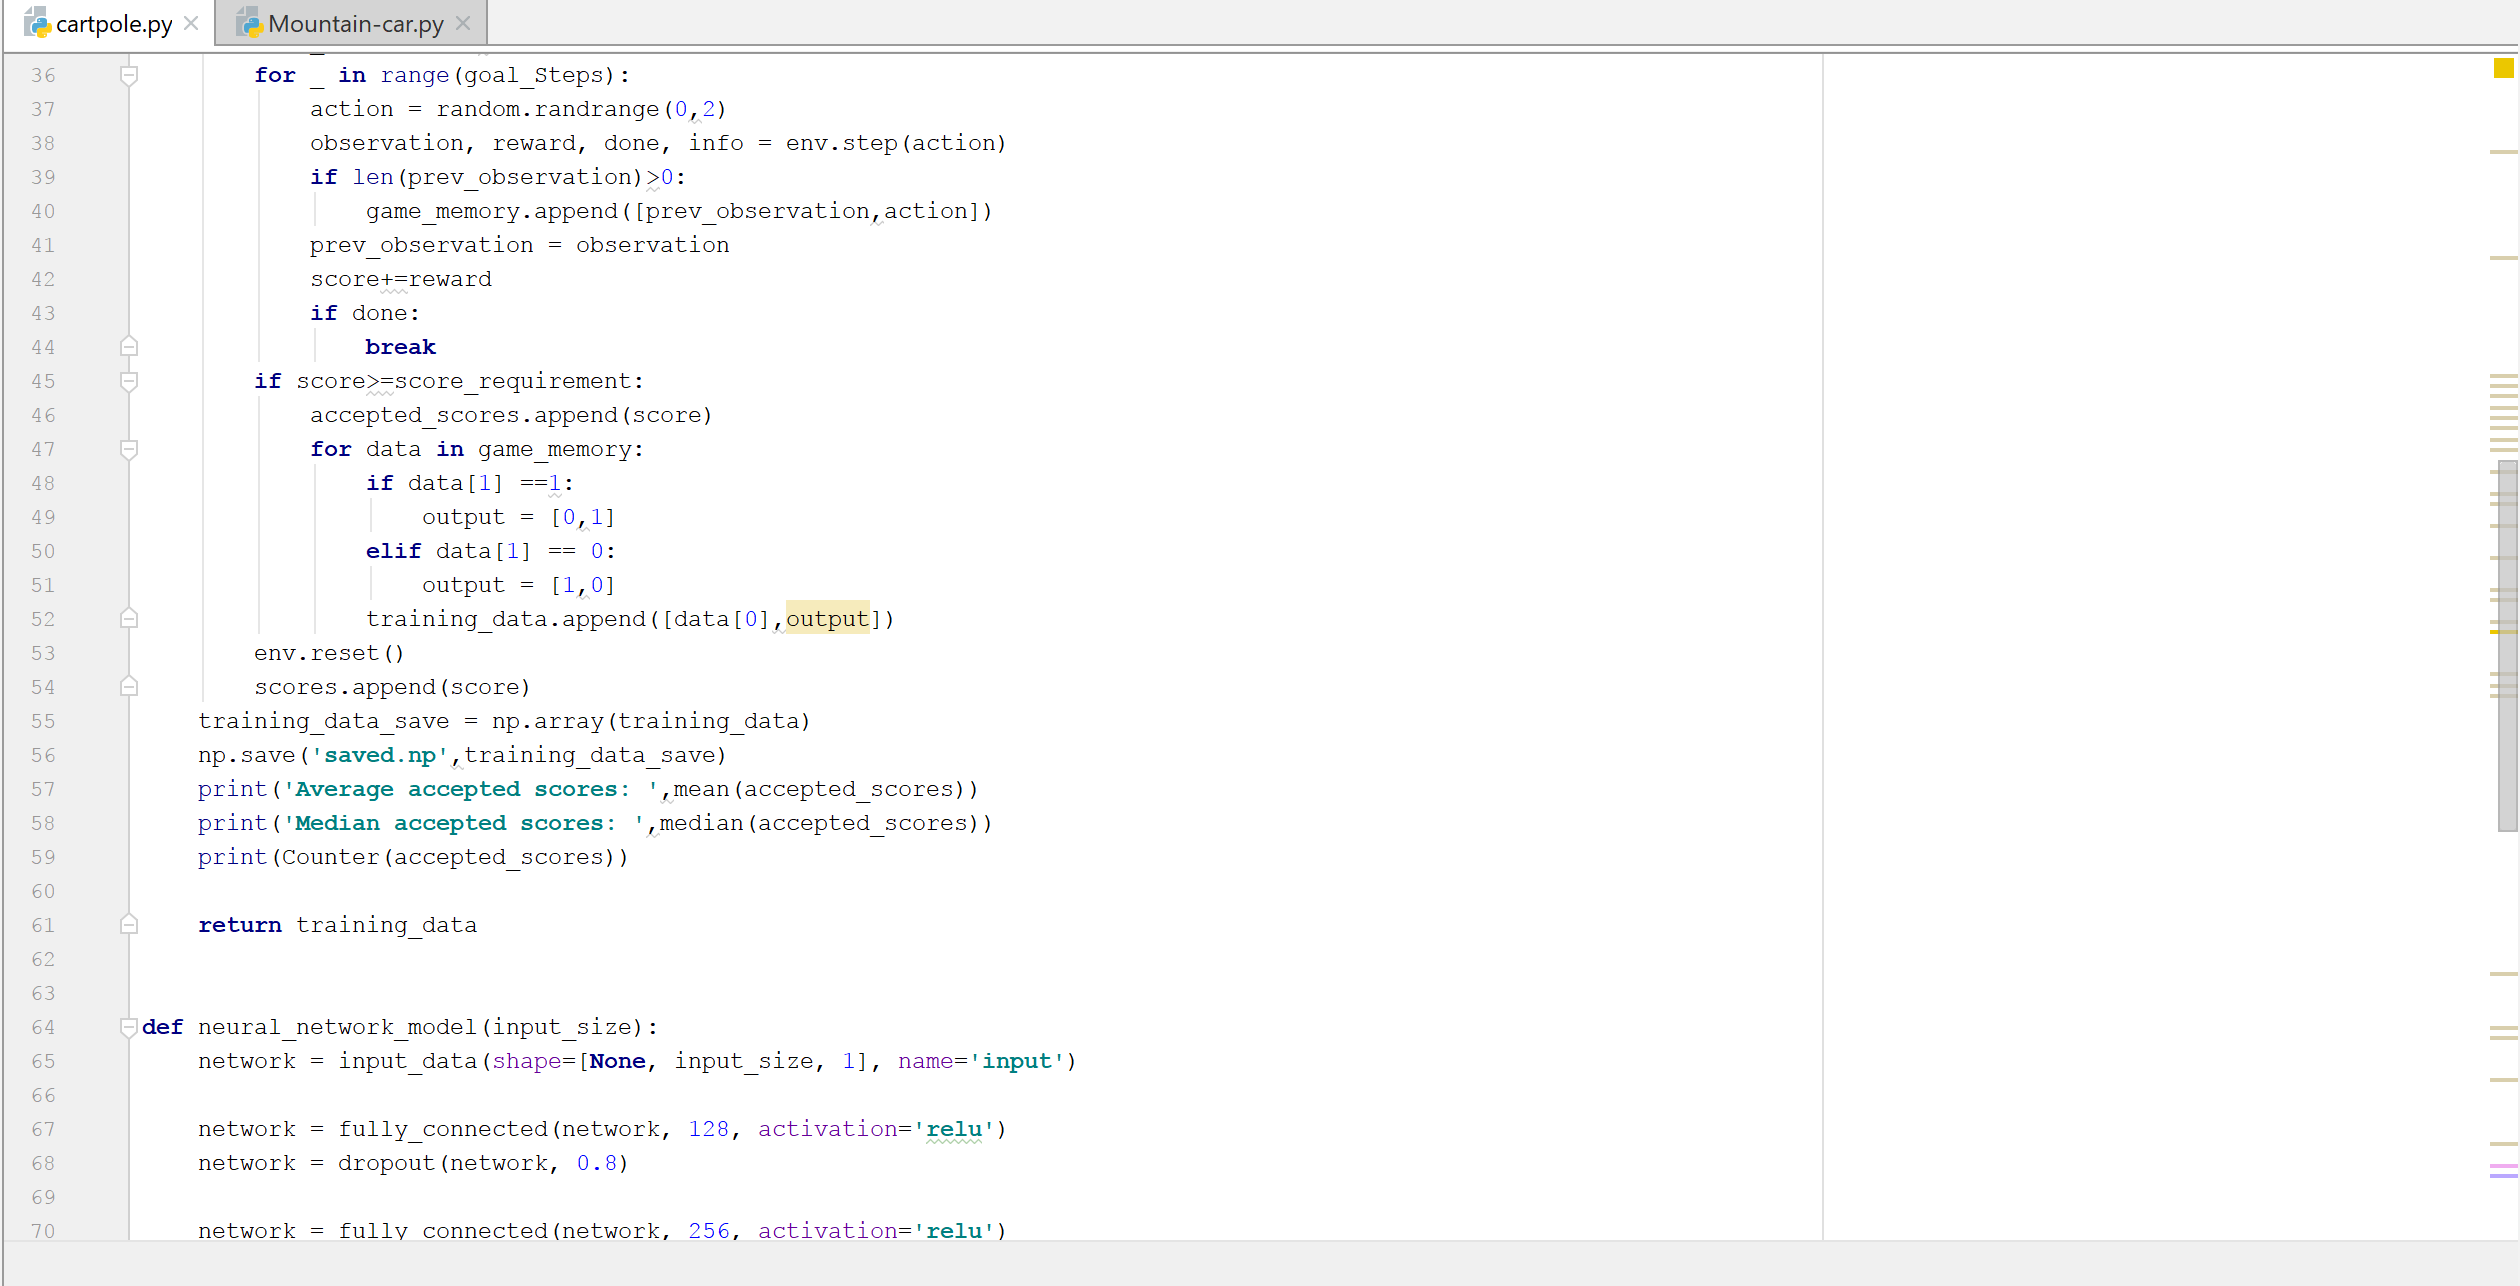 cartpole.py Mountain-car.py
36 for _ in range(goal_Steps):
37 action = random.randrange(0,2)
38 observation, reward, done, info = env.step(action)
39 if len(prev_observation)>0:
40 game_memory.append([prev_observation,action])
41 prev_observation = observation
42 score+=reward
43 if done:
44 break
45 if score>=score_requirement:
46 accepted_scores.append(score)
47 for data in game_memory:
48 if data[1] ==1:
49 output = [0,1]
50 elif data[1] == 0:
51 output = [1,0]
52 training_data.append([data[0],output])
53 env.reset()
54 scores.append(score)
55 training_data_save = np.array(training_data)
56 np.save('saved.np',training_data_save)
57 print('Average accepted scores: ',mean(accepted_scores))
58 print('Median accepted scores: ',median(accepted_scores))
59 print(Counter(accepted_scores))
60
61 return training_data
62
63
64 def neural_network_model(input_size):
65 network = input_data(shape=[None, input_size, 1], name='input')
66
67 network = fully_connected(network, 128, activation='relu')
68 network = dropout(network, 0.8)
69
70 network = fully_connected(network, 256, activation='relu')